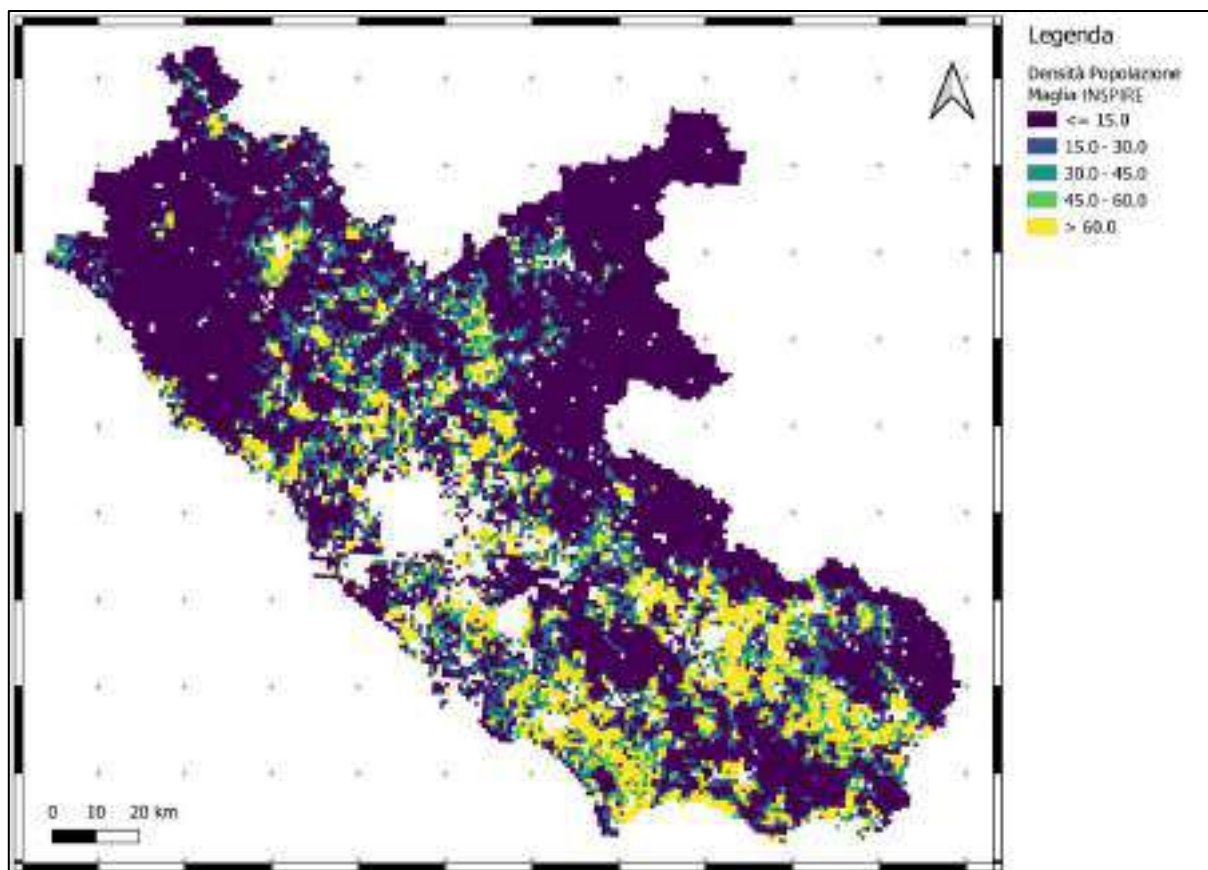 Legenda
Densità Popolazione
Maglia INSPIRE
<= 15.0
15.0 - 30.0
30.0 - 45.0
45.0 - 60.0
> 60.0
0 10 20 km